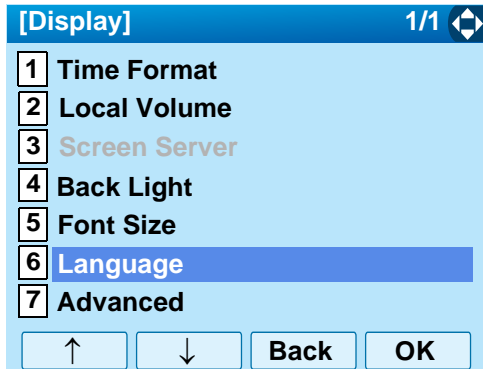 [Display] 1/1
1 Time Format
2 Local Volume
3 Screen Server
4 Back Light
5 Font Size
6 Language
7 Advanced
↑ ↓ Back OK